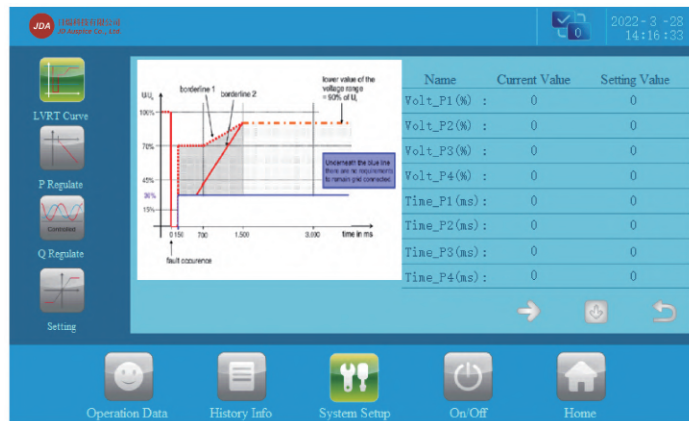 JDA
2022-3-28
14:16:33
0
LVRT Curve
P Regulate
Controlled
Q Regulate
Setting
U/U
borderline 1
borderline 2
lower value of the
voltage range
= 90% of U
100%
70%
45%
30%
15%
0 150 700 1.500 3.000 time in ms
fault occurence
Underneath the blue line
there are no requirements
to remain grid connected.
Name Current Value Setting Value
Volt_P1(%) : 0 0
Volt_P2(%) : 0 0
Volt_P3(%) : 0 0
Volt_P4(%) : 0 0
Time_P1(ms) : 0 0
Time_P2(ms) : 0 0
Time_P3(ms) : 0 0
Time_P4(ms) : 0 0
Operation Data History Info System Setup On/Off Home